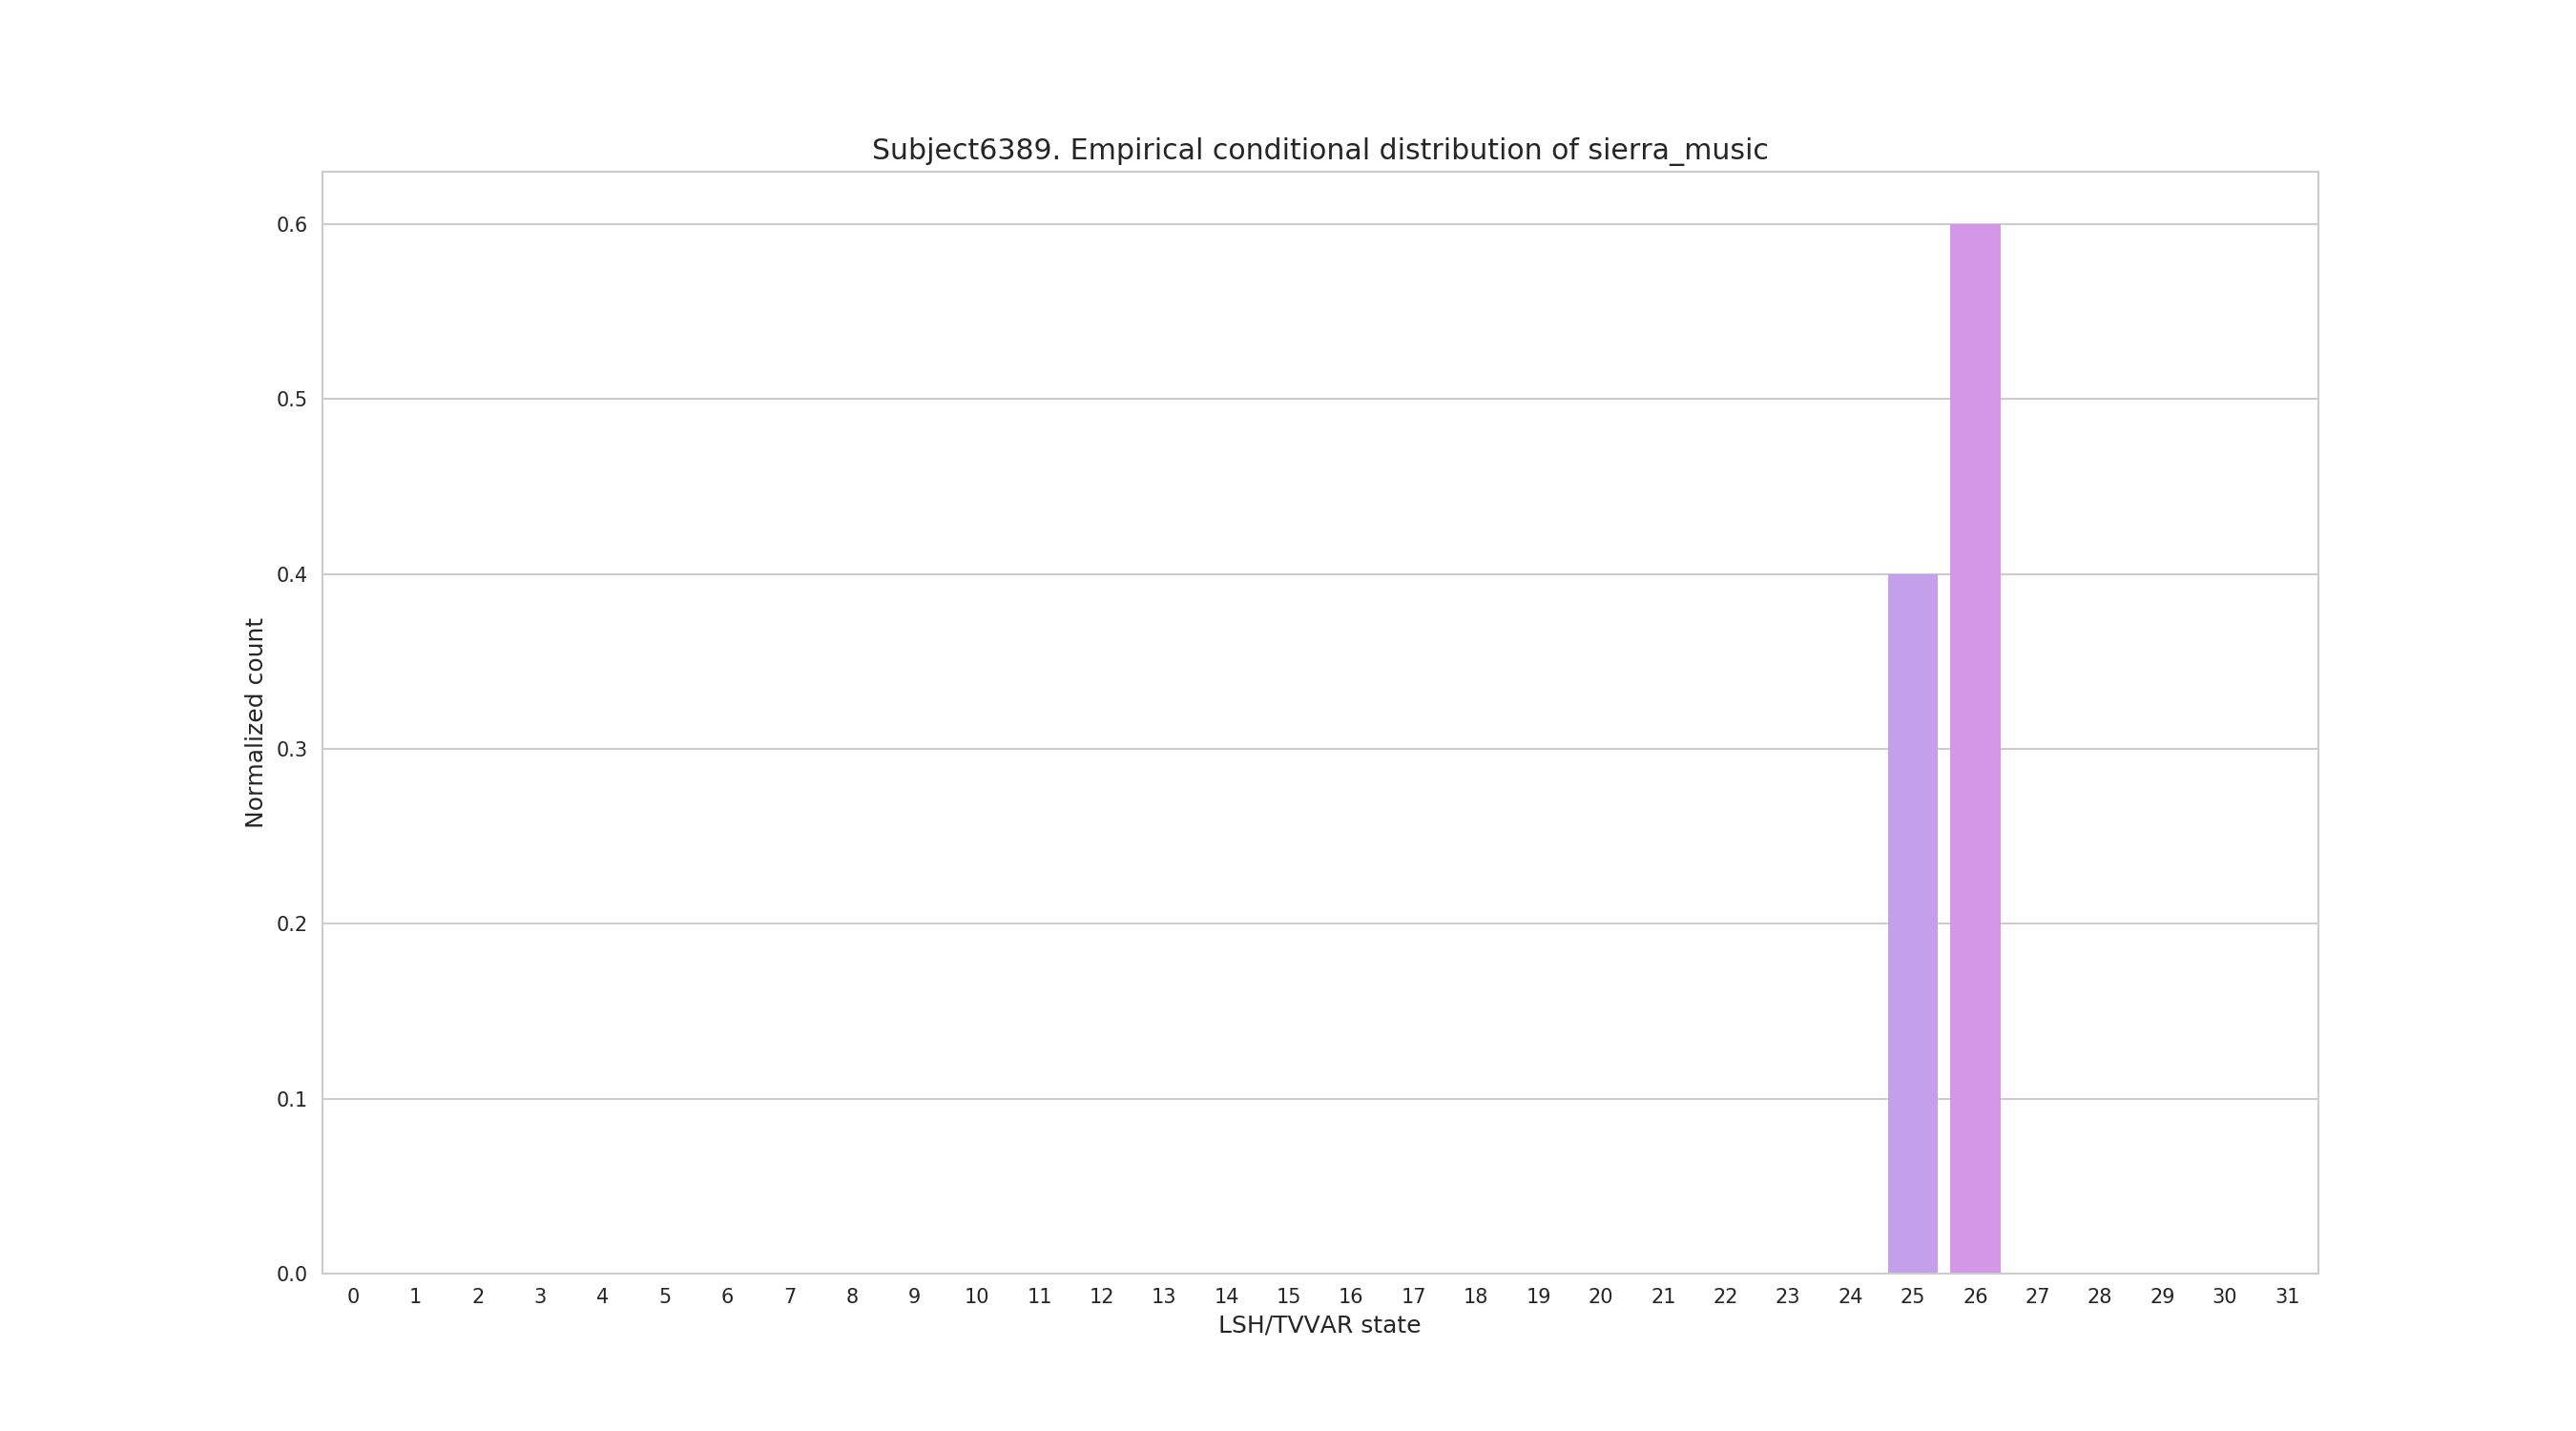 Subject6389. Empirical conditional distribution of sierra_music
0.6
0.5
0.4
0.3
0.2
0.1
0.0
Normalized count
0 1 2 3 4 5 6 7 8 9 10 11 12 13 14 15 16 17 18 19 20 21 22 23 24 25 26 27 28 29 30 31
LSH/TVVAR state